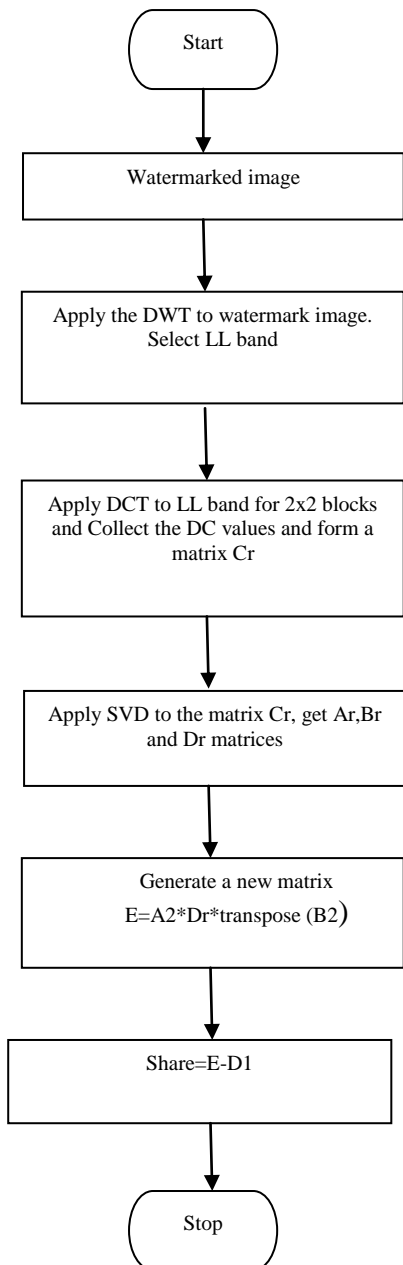 Start
Watermarked image
Apply the DWT to watermark image.
Select LL band
Apply DCT to LL band for 2x2 blocks
and Collect the DC values and form a
matrix Cr
Apply SVD to the matrix Cr, get Ar,Br
and Dr matrices
Generate a new matrix
E=A2*Dr*transpose (B2)
Share=E-D1
Stop